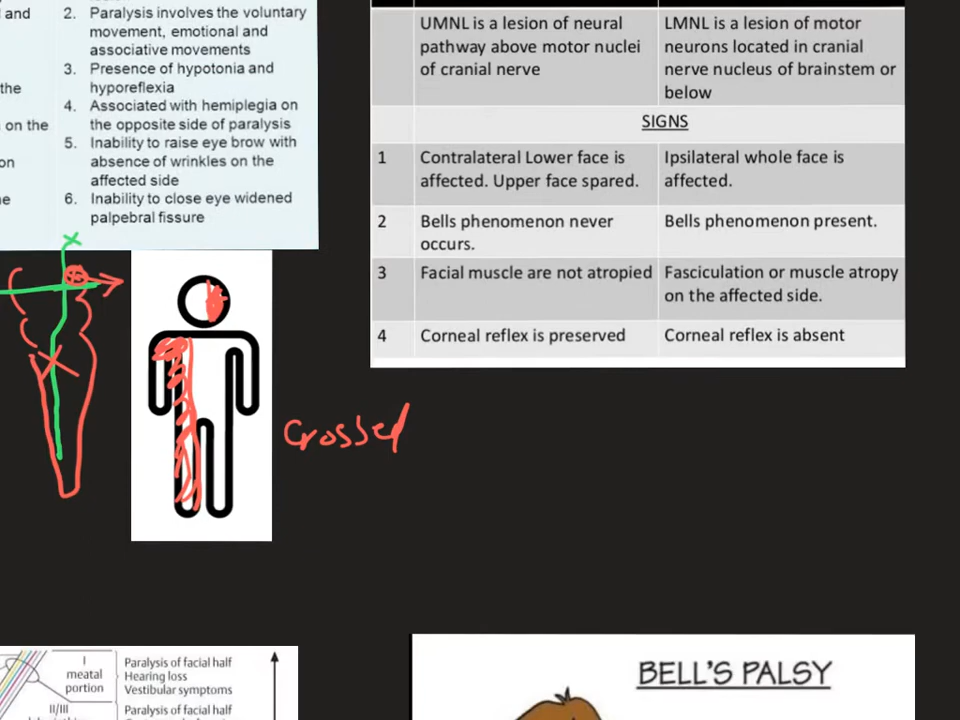 and
the
on the
on
e
2. Paralysis involves the voluntary
movement, emotional and
associative movements
3. Presence of hypotonia and
hyporeflexia
4. Associated with hemiplegia on
the opposite side of paralysis
5. Inability to raise eye brow with
absence of wrinkles on the
affected side
6. Inability to close eye widened
palpebral fissure
UMNL is a lesion of neural
pathway above motor nuclei
of cranial nerve
LMNL is a lesion of motor
neurons located in cranial
nerve nucleus of brainstem or
below
SIGNS
1 Contralateral Lower face is
affected. Upper face spared.
Ipsilateral whole face is
affected.
2 Bells phenomenon never
occurs.
Bells phenomenon present.
3 Facial muscle are not atropied
Fasciculation or muscle atropy
on the affected side.
4 Corneal reflex is preserved
Corneal reflex is absent
Crossed
I
meatal
portion
Paralysis of facial half
Hearing loss
Vestibular symptoms
II/III
Paralysis of facial half
BELL'S PALSY